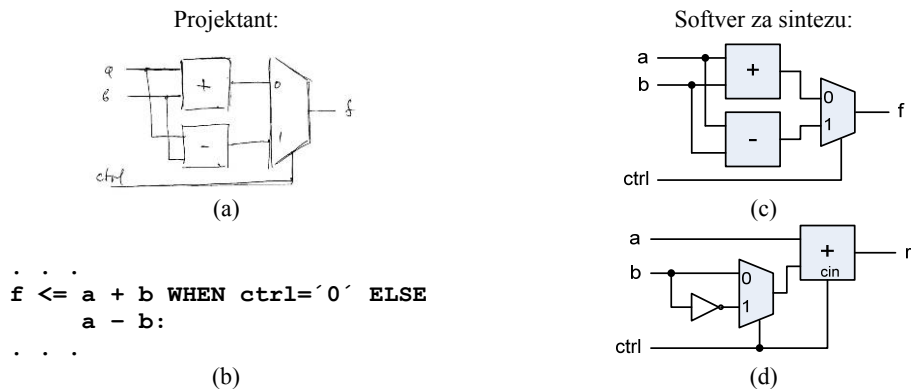 Projektant:
a
b
+
-
0
1
f
ctrl
(a)
. . .
f <= a + b WHEN ctrl=´0´ ELSE
a – b:
. . .
(b)
Softver za sintezu:
a
b
+
-
0
1
f
ctrl
(c)
a
b
0
1
+
cin
r
ctrl
(d)